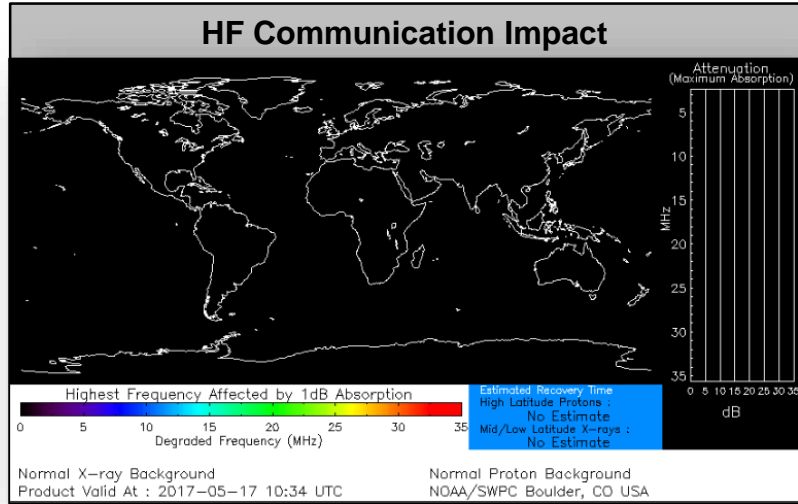 HF Communication Impact
Attenuation
(Maximum Absorption)
5
10
15
20
25
30
35
MHz
0 5 10 15 20 25 30 35
dB
Highest Frequency Affected by 1dB Absorption
0 5 10 15 20 25 30 35
Degraded Frequency (MHz)
Estimated Recovery Time
High Latitude Protons :
No Estimate
Mid/Low Latitude X-rays :
No Estimate
Normal X-ray Background
Normal Proton Background
Product Valid At : 2017-05-17 10:34 UTC
NOAA/SWPC Boulder, CO USA